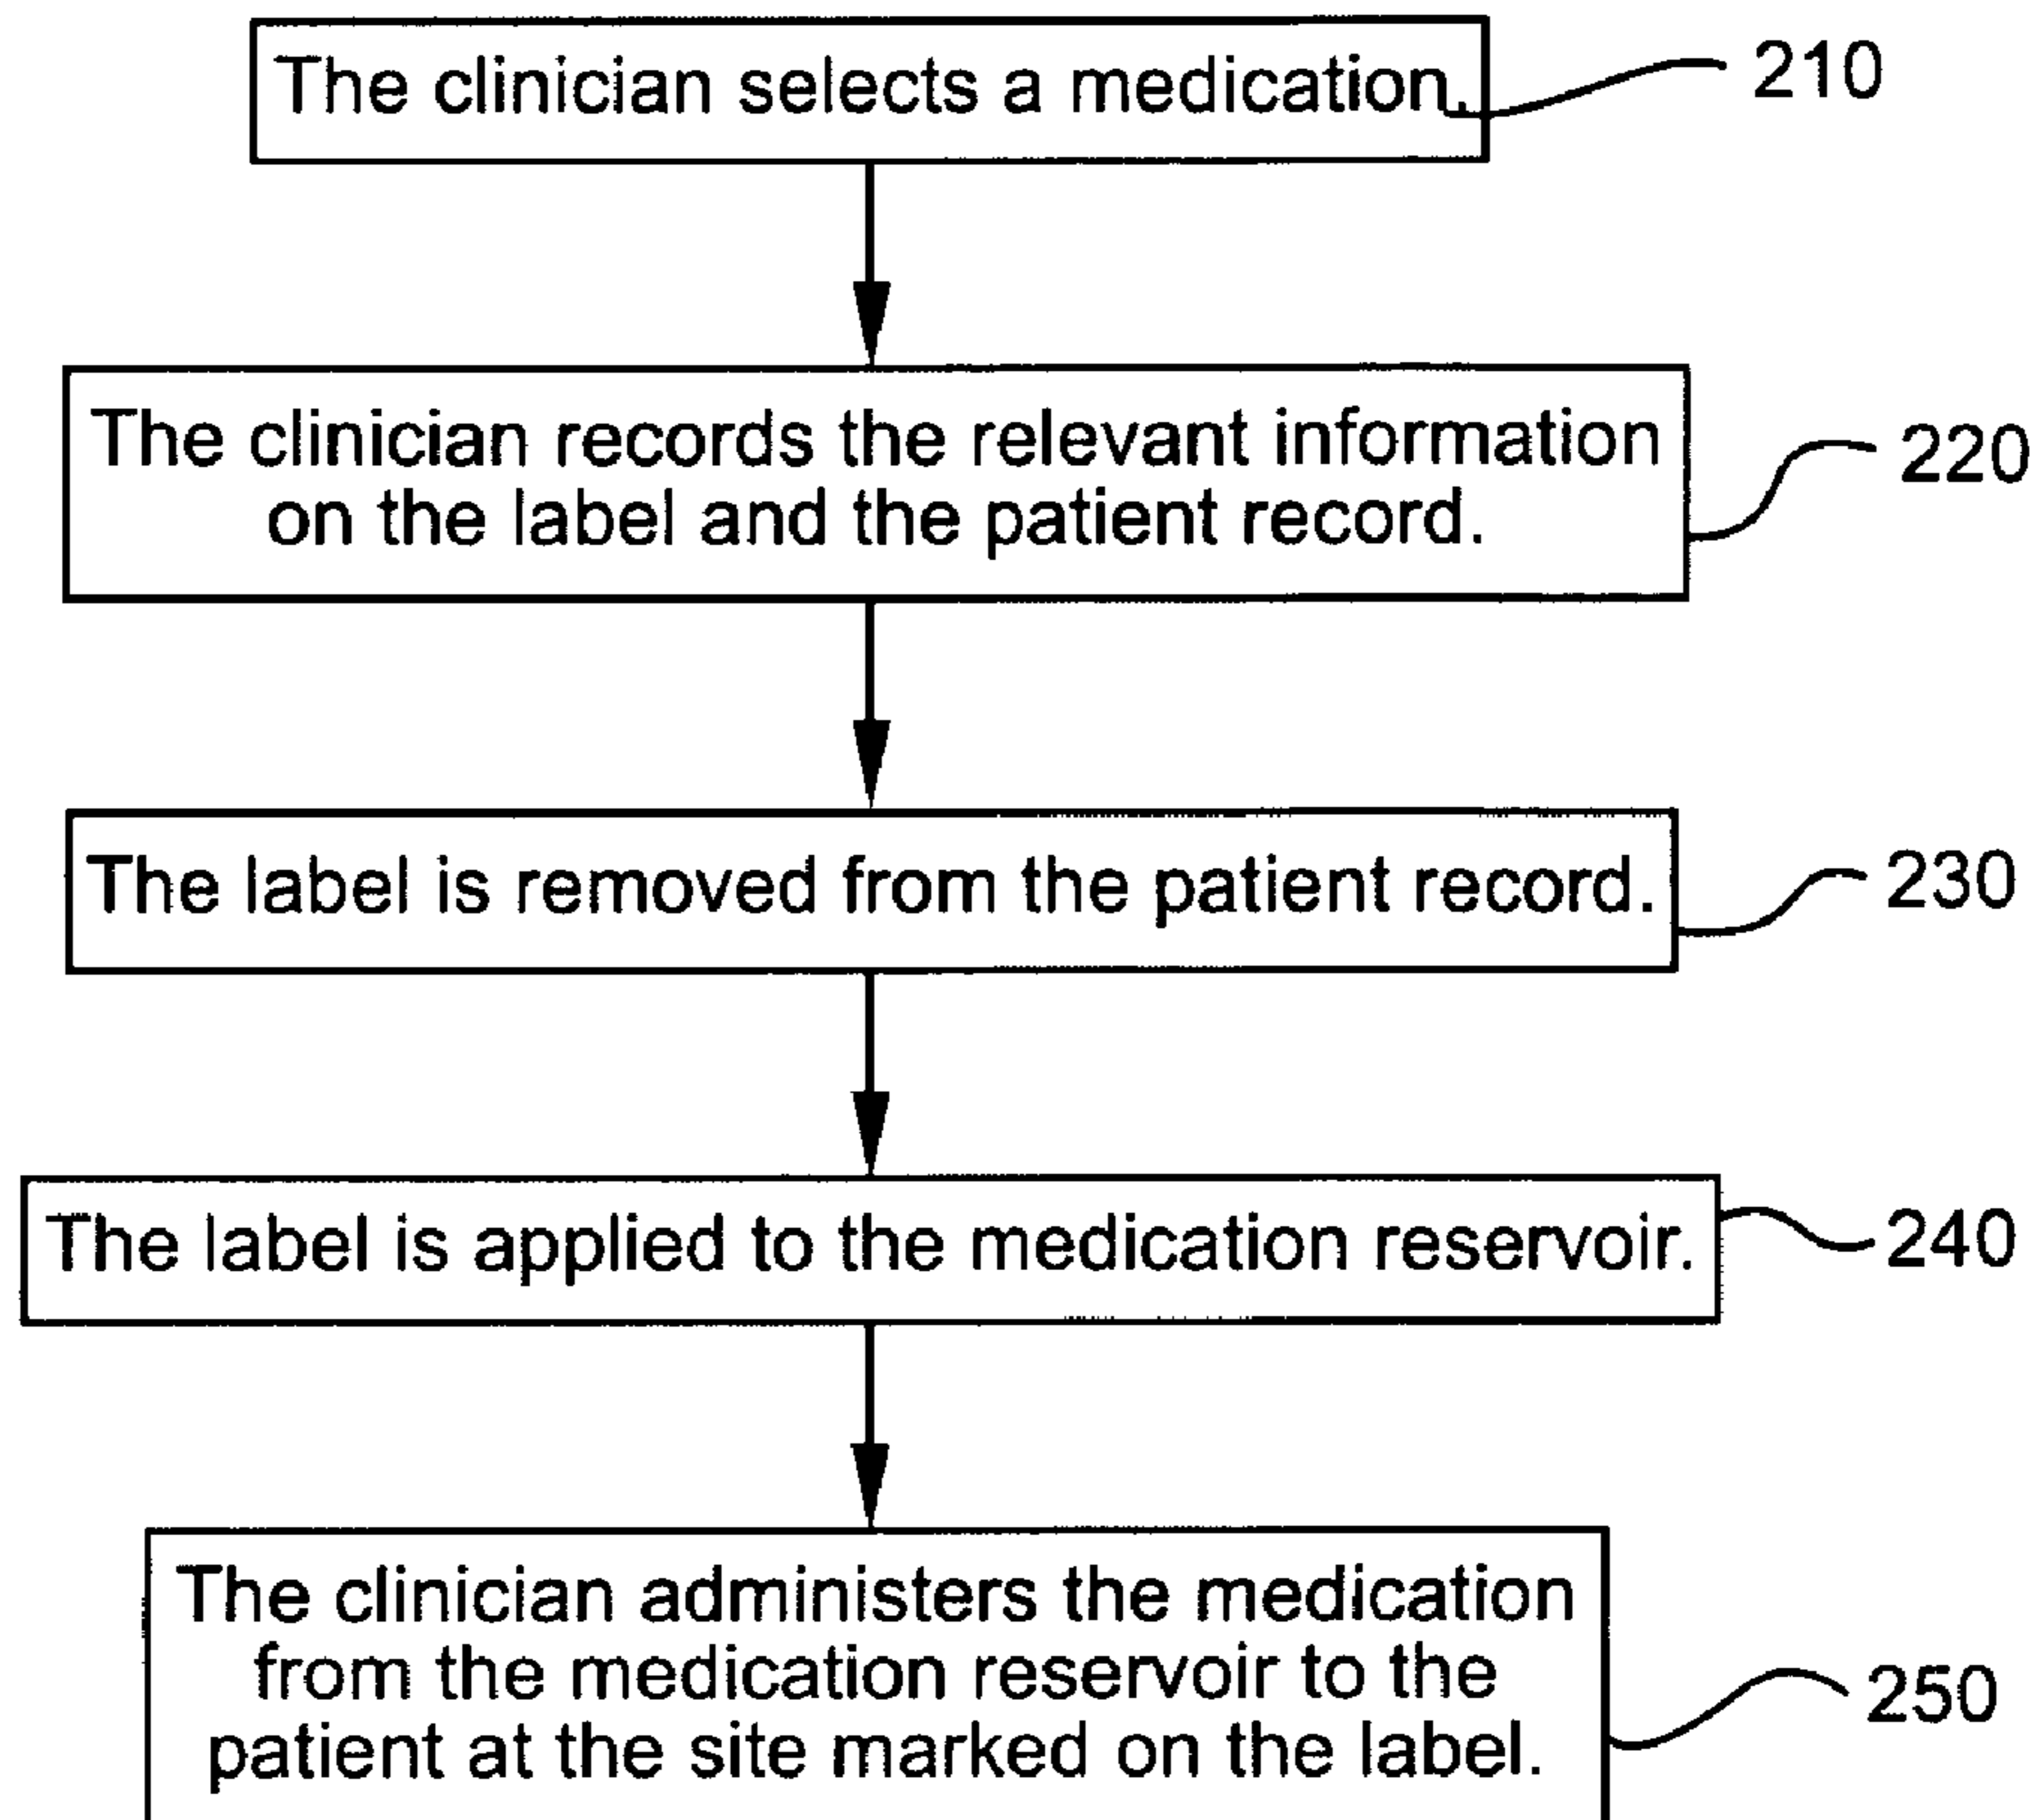 The clinician selects a medication.
210
The clinician records the relevant information
on the label and the patient record.
220
The label is removed from the patient record.
230
The label is applied to the medication reservoir.
240
The clinician administers the medication
from the medication reservoir to the
patient at the site marked on the label.
250